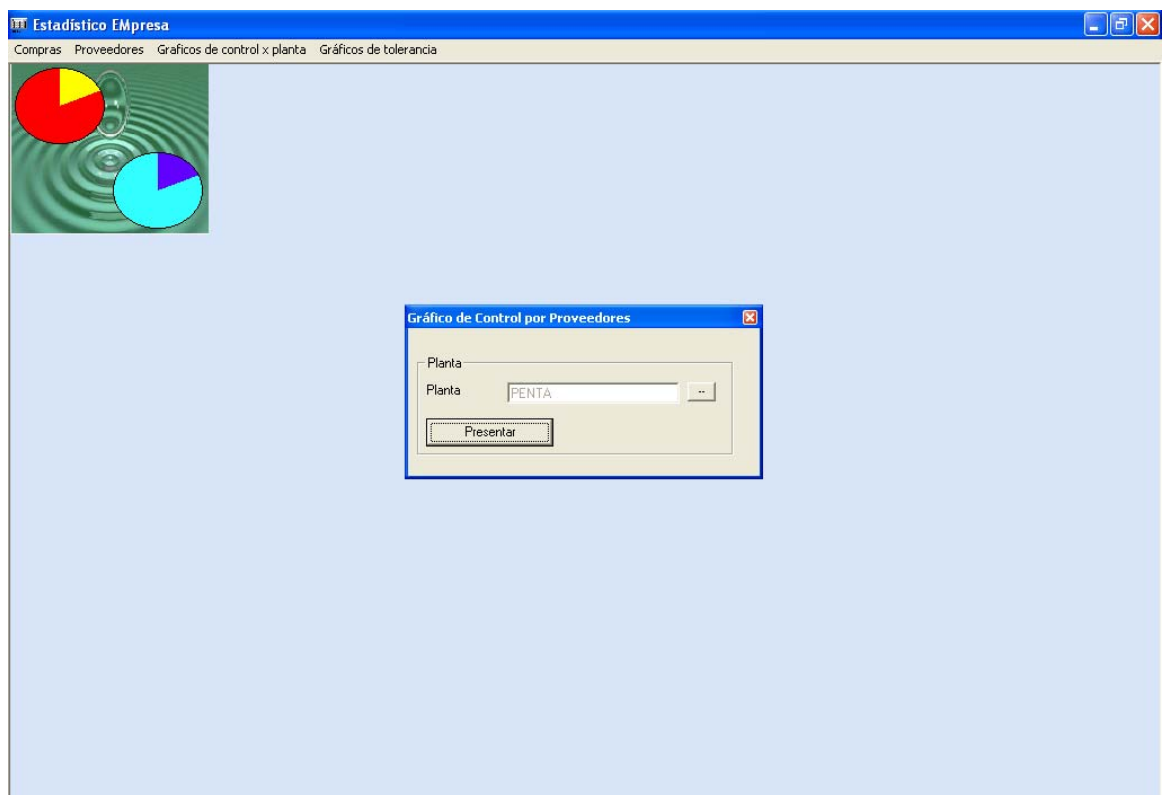 Estadístico EMpresa
Compras Proveedores Graficos de control x planta Gráficos de tolerancia
Gráfico de Control por Proveedores
Planta
Planta PENTA ..
Presentar